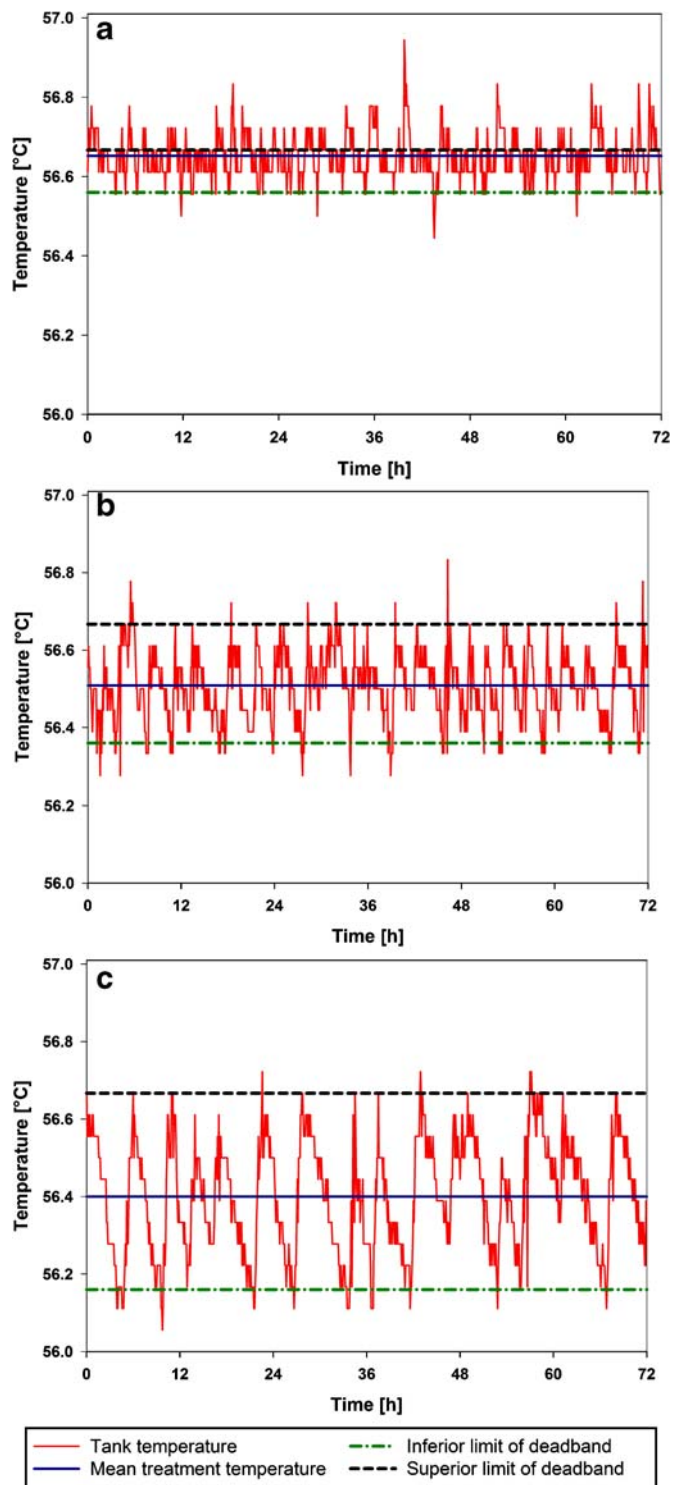 a
57.0
56.8
56.6
56.4
56.2
56.0
Temperature [°C]
0 12 24 36 48 60 72
Time [h]
b
57.0
56.8
56.6
56.4
56.2
56.0
Temperature [°C]
0 12 24 36 48 60 72
Time [h]
c
57.0
56.8
56.6
56.4
56.2
56.0
Temperature [°C]
0 12 24 36 48 60 72
Time [h]
Tank temperature Inferior limit of deadband
Mean treatment temperature Superior limit of deadband